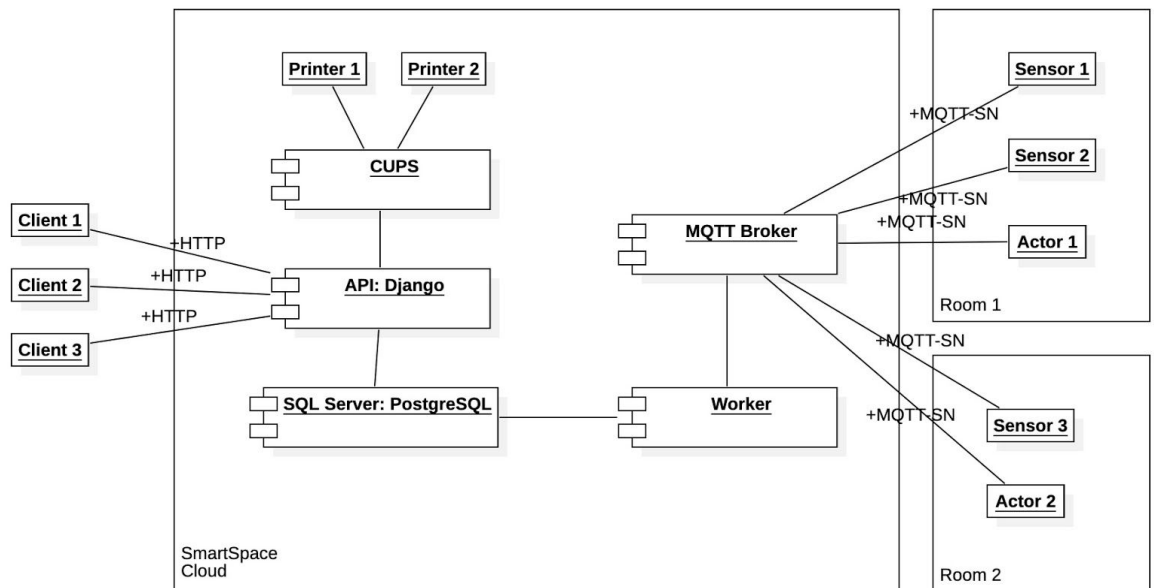 Printer 1
Printer 2
CUPS
Client 1
Client 2
Client 3
+HTTP
+HTTP
+HTTP
API: Django
SQL Server: PostgreSQL
Worker
MQTT Broker
+MQTT-SN
+MQTT-SN
+MQTT-SN
+MQTT-SN
+MQTT-SN
Sensor 1
Sensor 2
Actor 1
Room 1
Sensor 3
Actor 2
Room 2
SmartSpace
Cloud